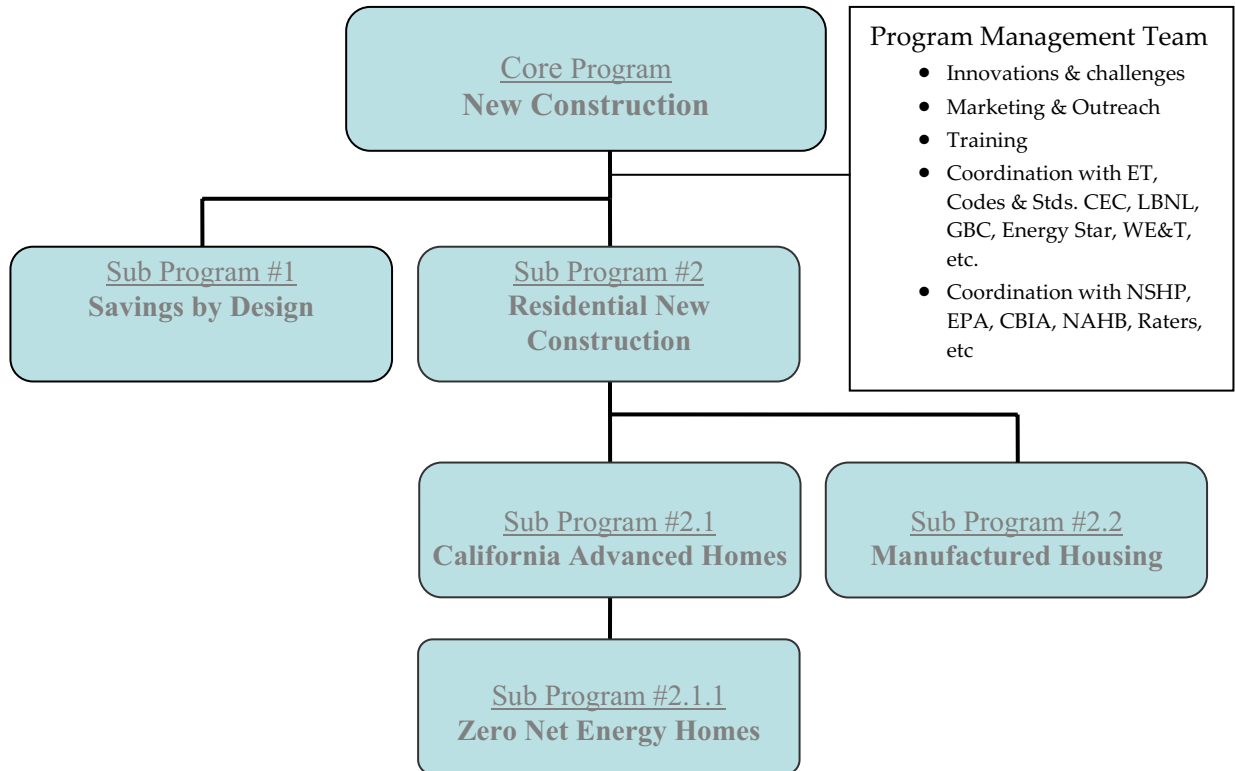 Core Program
New Construction
Program Management Team
● Innovations & challenges
● Marketing & Outreach
● Training
● Coordination with ET,
Codes & Stds. CEC, LBNL,
GBC, Energy Star, WE&T,
etc.
● Coordination with NSHP,
EPA, CBIA, NAHB, Raters,
etc
Sub Program #1
Savings by Design
Sub Program #2
Residential New
Construction
Sub Program #2.1
California Advanced Homes
Sub Program #2.2
Manufactured Housing
Sub Program #2.1.1
Zero Net Energy Homes